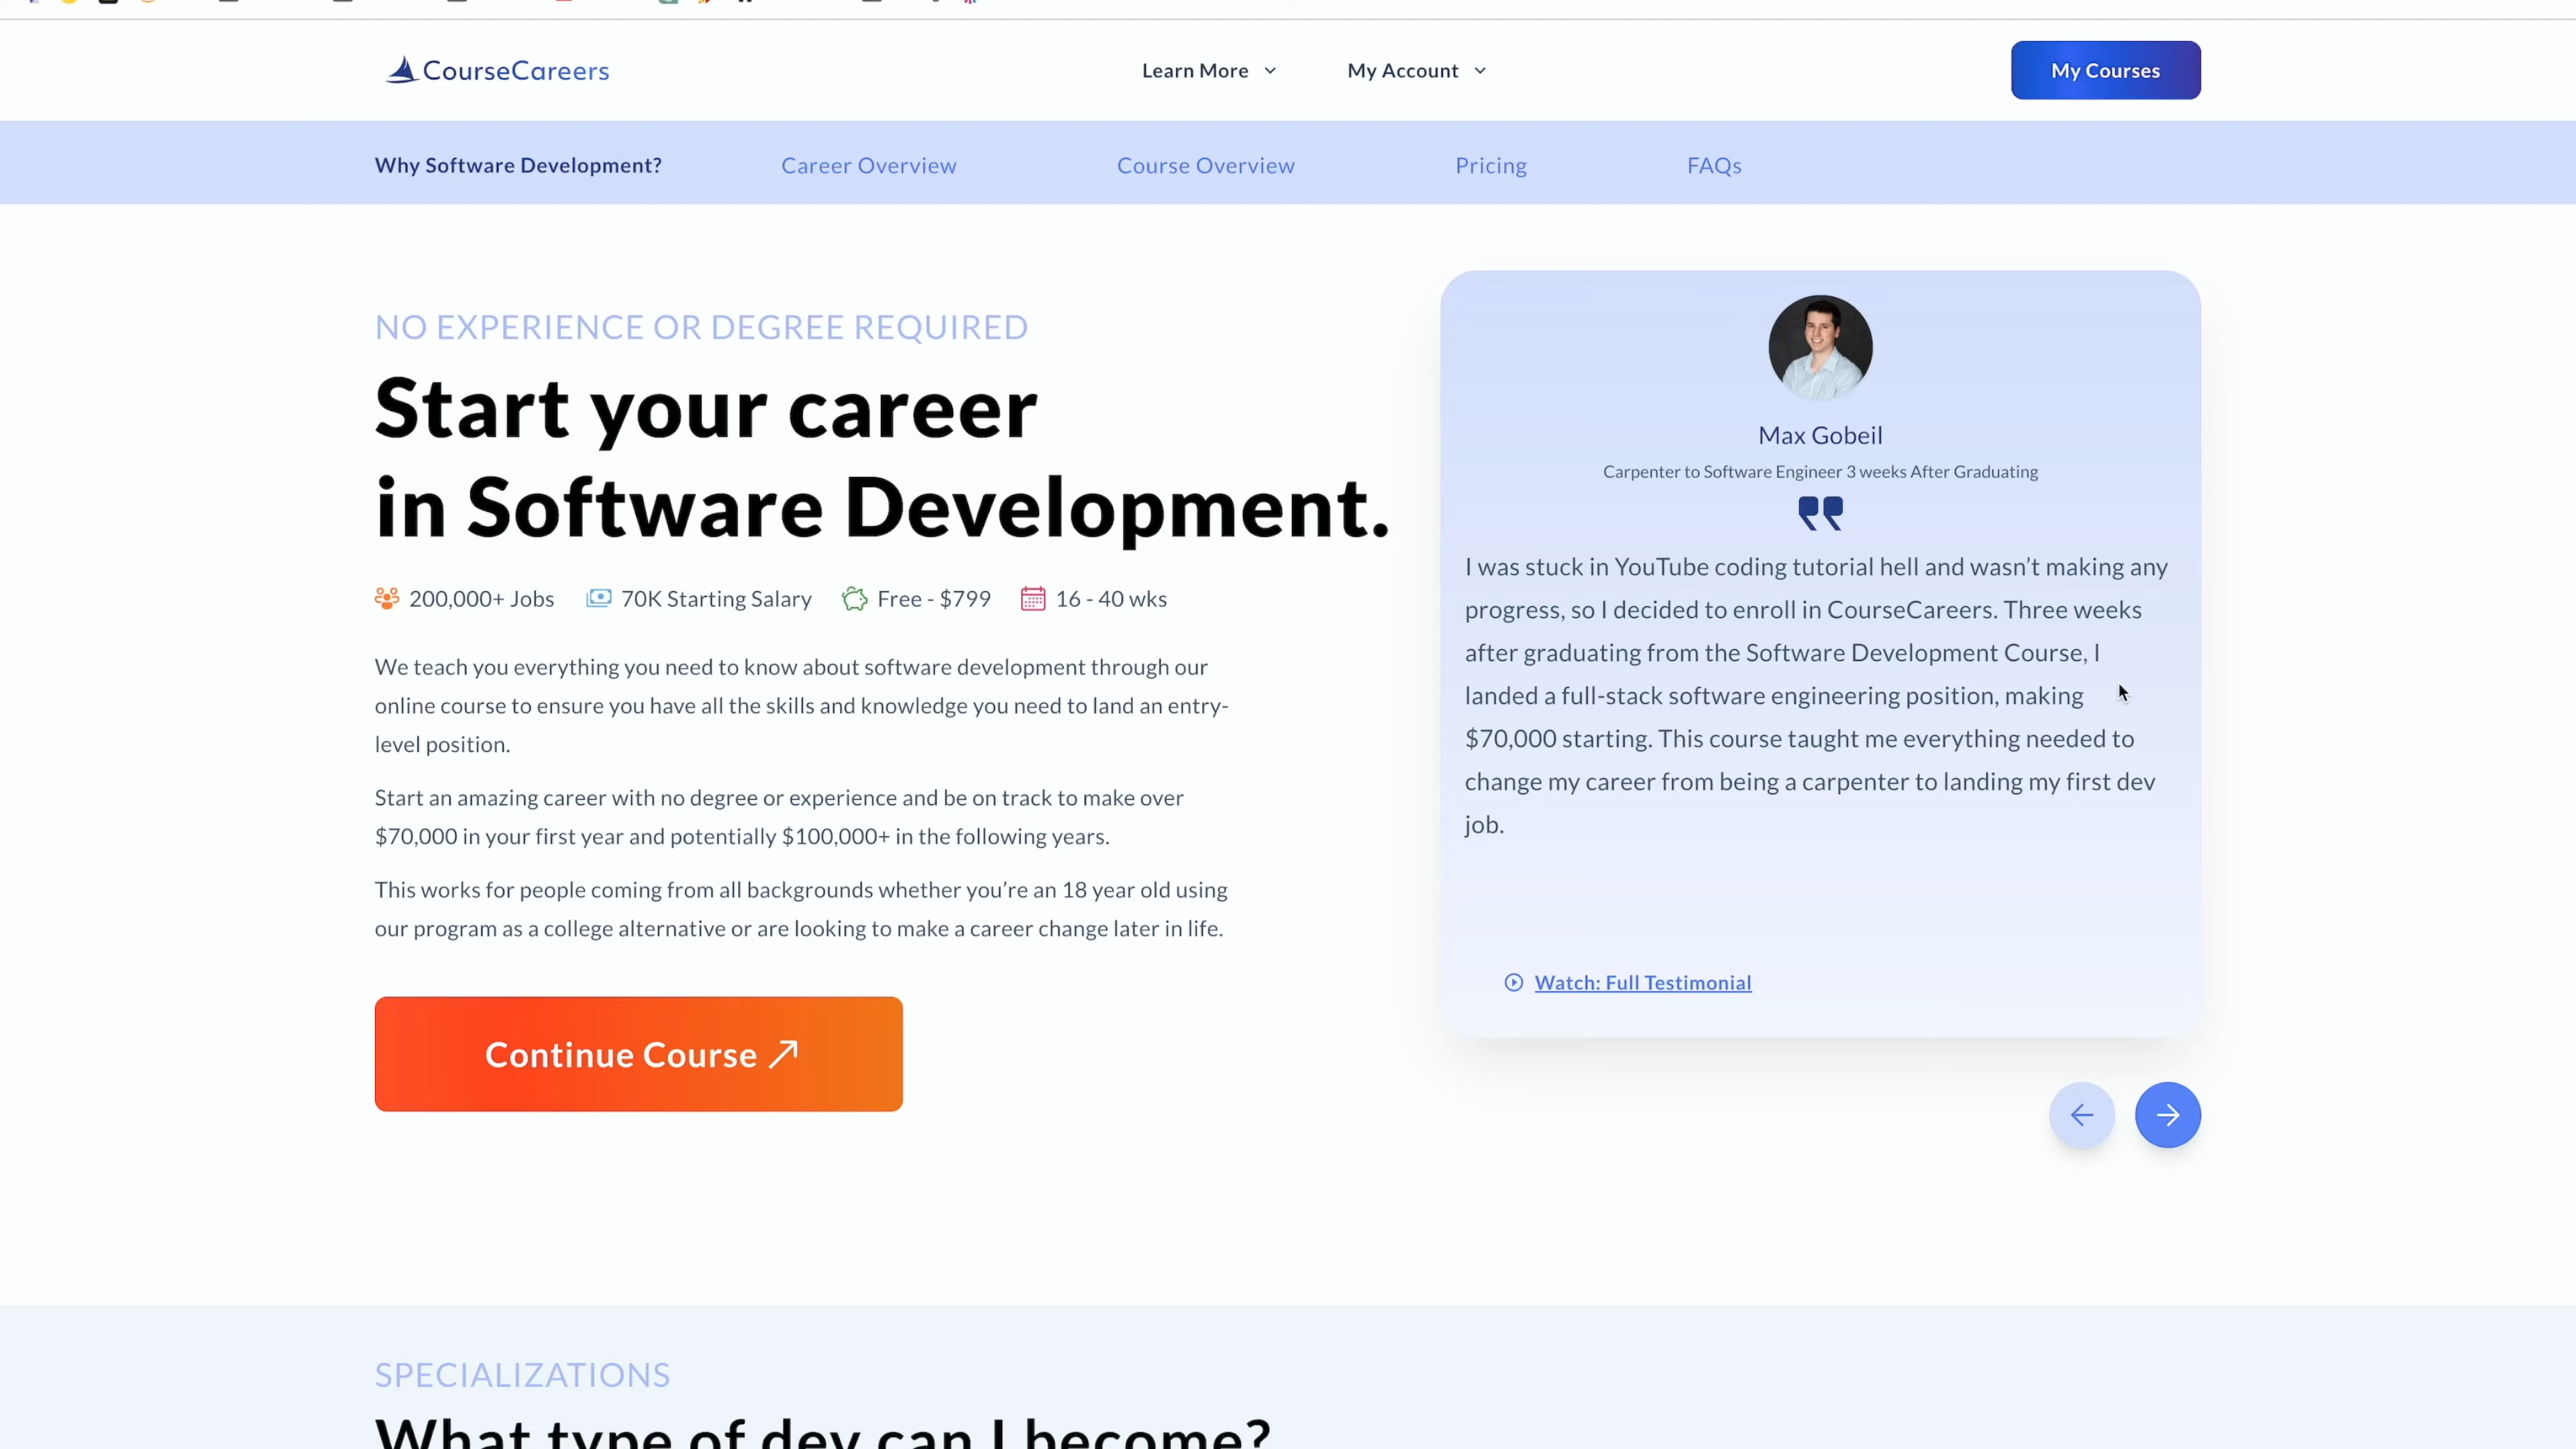 CourseCareers
Learn More
My Account
My Courses
Why Software Development?
Career Overview
Course Overview
Pricing
FAQs
NO EXPERIENCE OR DEGREE REQUIRED
Start your career
in Software Development.
200,000+ Jobs
70K Starting Salary
Free - $799
16 - 40 wks
We teach you everything you need to know about software development through our
online course to ensure you have all the skills and knowledge you need to land an entry-
level position.
Start an amazing career with no degree or experience and be on track to make over
$70,000 in your first year and potentially $100,000+ in the following years.
This works for people coming from all backgrounds whether you’re an 18 year old using
our program as a college alternative or are looking to make a career change later in life.
Continue Course
Max Gobeil
Carpenter to Software Engineer 3 weeks After Graduating
I was stuck in YouTube coding tutorial hell and wasn’t making any
progress, so I decided to enroll in CourseCareers. Three weeks
after graduating from the Software Development Course, I
landed a full-stack software engineering position, making
$70,000 starting. This course taught me everything needed to
change my career from being a carpenter to landing my first dev
job.
Watch: Full Testimonial
SPECIALIZATIONS
What type of dev can I become?